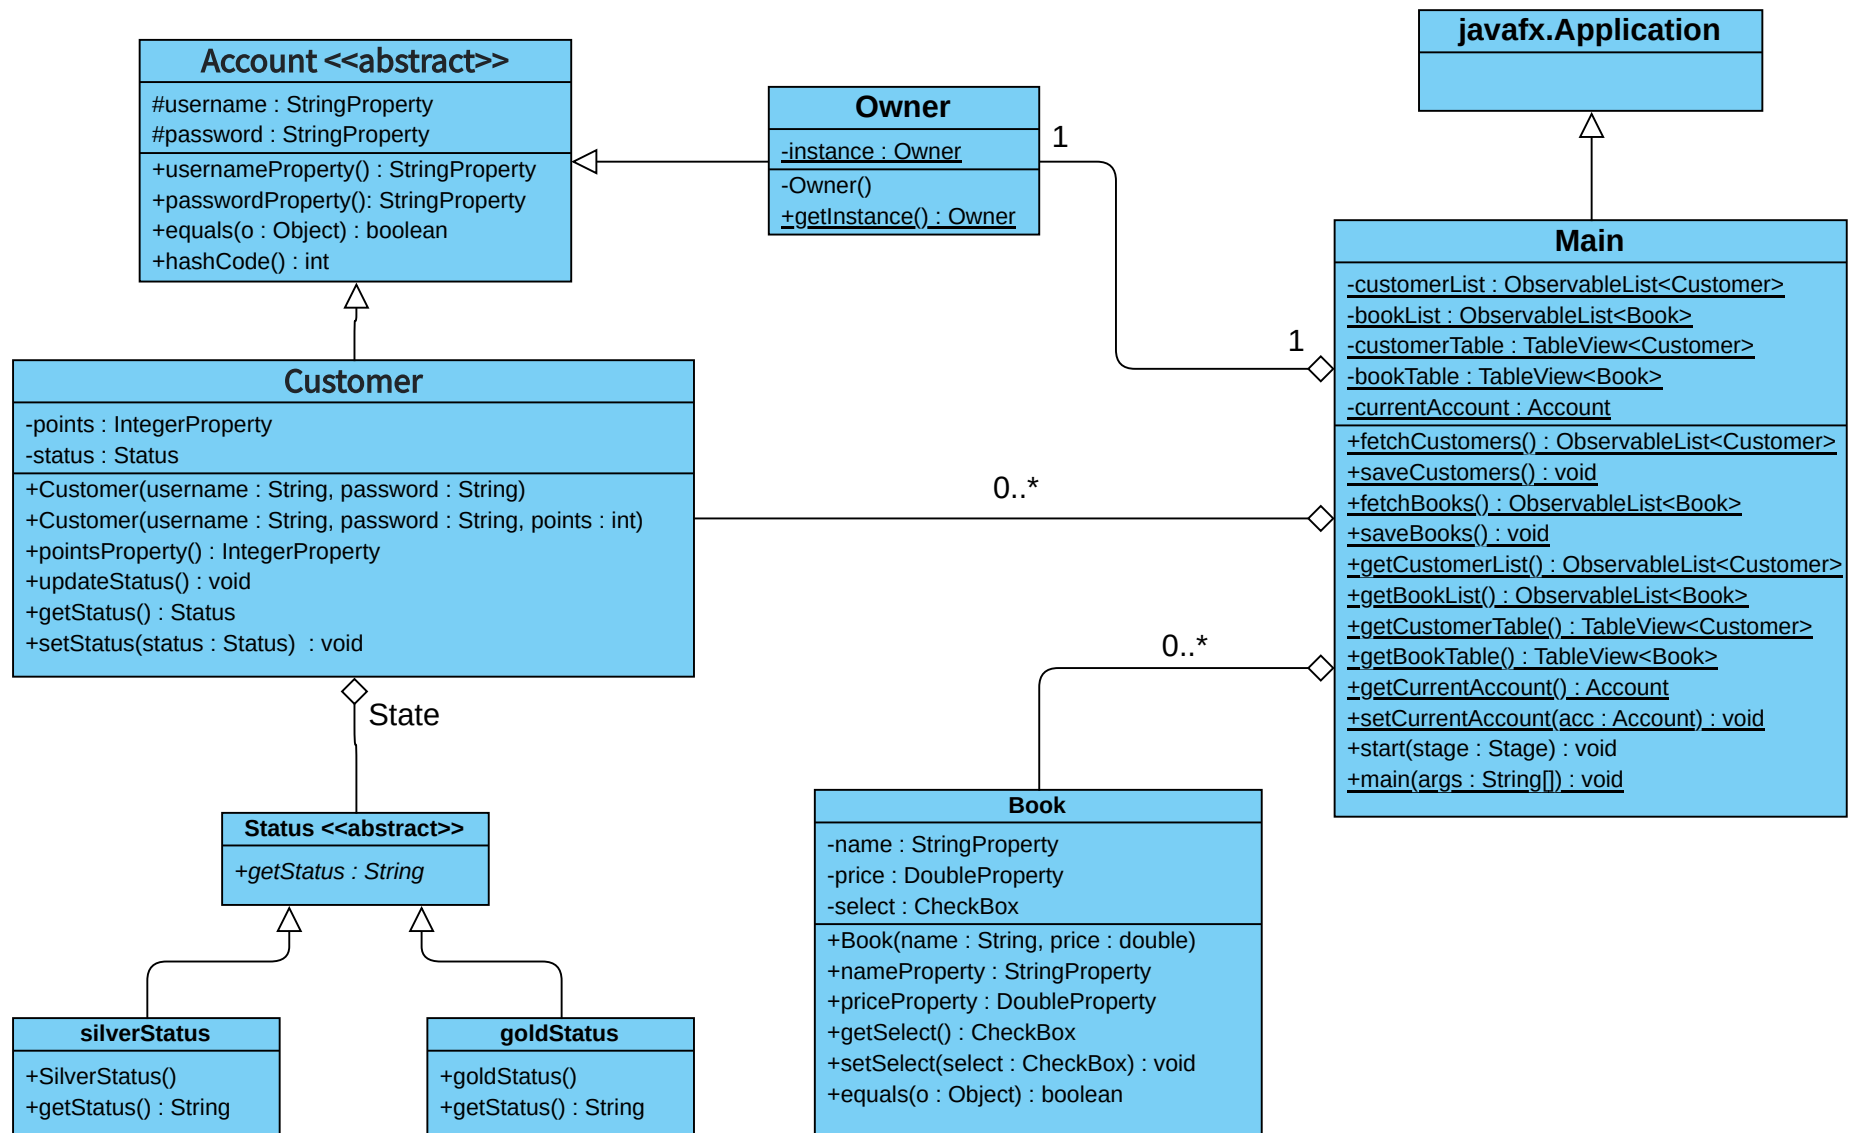 Account <<abstract>>
#username : StringProperty
#password : StringProperty
+usernameProperty() : StringProperty
+passwordProperty(): StringProperty
+equals(o : Object) : boolean
+hashCode() : int
Owner
-instance : Owner
-Owner()
+getInstance() : Owner
1
1
javafx.Application
Main
-customerList : ObservableList<Customer>
-bookList : ObservableList<Book>
-customerTable : TableView<Customer>
-bookTable : TableView<Book>
-currentAccount : Account
+fetchCustomers() : ObservableList<Customer>
+saveCustomers() : void
+fetchBooks() : ObservableList<Book>
+saveBooks() : void
+getCustomerList() : ObservableList<Customer>
+getBookList() : ObservableList<Book>
+getCustomerTable() : TableView<Customer>
+getBookTable() : TableView<Book>
+getCurrentAccount() : Account
+setCurrentAccount(acc : Account) : void
+start(stage : Stage) : void
+main(args : String[]) : void
Customer
-points : IntegerProperty
-status : Status
+Customer(username : String, password : String)
+Customer(username : String, password : String, points : int)
+pointsProperty() : IntegerProperty
+updateStatus() : void
+getStatus() : Status
+setStatus(status : Status)  : void
0..*
0..*
State
Status <<abstract>>
+getStatus : String
silverStatus
+SilverStatus()
+getStatus() : String
goldStatus
+goldStatus()
+getStatus() : String
Book
-name : StringProperty
-price : DoubleProperty
-select : CheckBox
+Book(name : String, price : double)
+nameProperty : StringProperty
+priceProperty : DoubleProperty
+getSelect() : CheckBox
+setSelect(select : CheckBox) : void
+equals(o : Object) : boolean